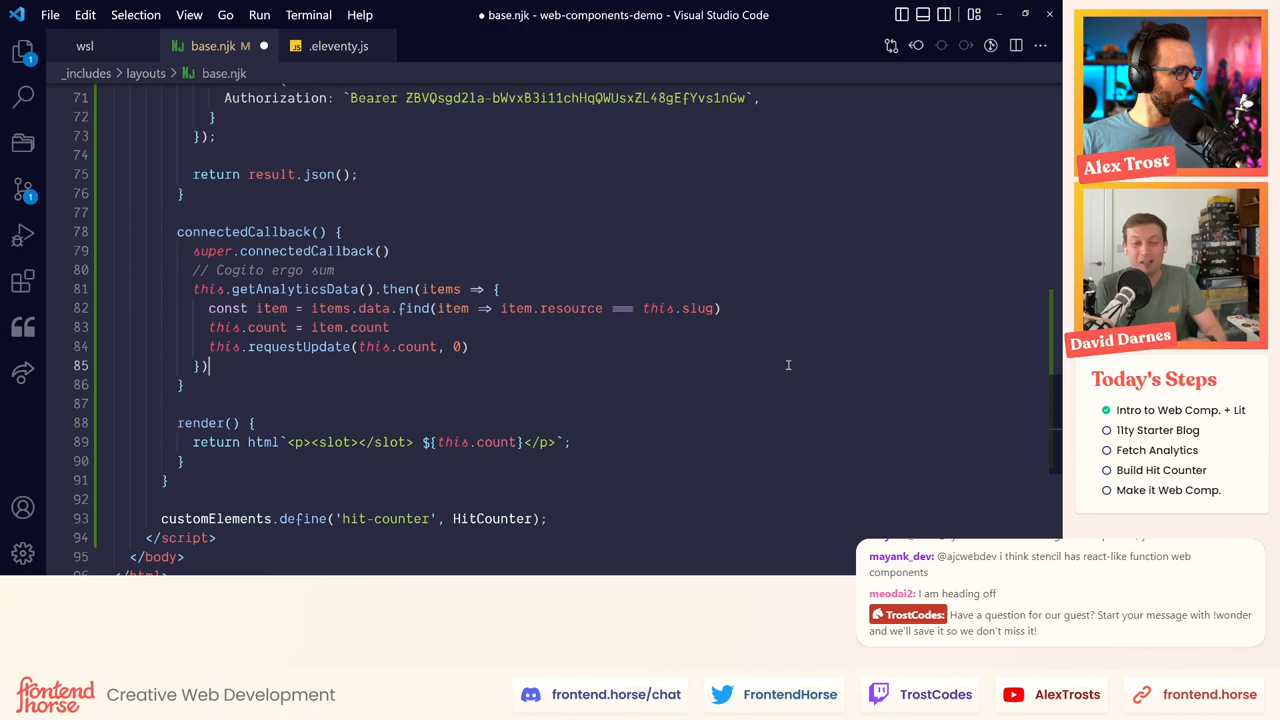 File Edit Selection View Go Run Terminal Help
● base.njk - web-components-demo - Visual Studio Code
wsl
base.njk M
JS .eleventy.js
_includes > layouts > base.njk
71 Authorization: `Bearer ZBVQsgd2la-bWvxB3i11chHqQWUsxZL48gEfYvs1nGw`,
72 }
73 });
74
75 return result.json();
76 }
77
78 connectedCallback() {
79 super.connectedCallback()
80 // Cogito ergo sum
81 this.getAnalyticsData().then(items => {
82 const item = items.data.find(item => item.resource === this.slug)
83 this.count = item.count
84 this.requestUpdate(this.count, 0)
85 })
86 }
87
88 render() {
89 return html`<p><slot></slot> ${this.count}</p>`;
90 }
91 }
92
93 customElements.define('hit-counter', HitCounter);
94 </script>
95 </body>
96 </html>
1
1
Alex Trost
David Darnes
Today's Steps
Intro to Web Comp. + Lit
11ty Starter Blog
Fetch Analytics
Build Hit Counter
Make it Web Comp.
mayank_dev: @ajcwebdev i think stencil has react-like function web
components
meodai2: I am heading off
TrostCodes: Have a question for our guest? Start your message with !wonder
and we'll save it so we don't miss it!
frontend
horse
Creative Web Development
frontend.horse/chat
FrontendHorse
TrostCodes
AlexTrosts
frontend.horse